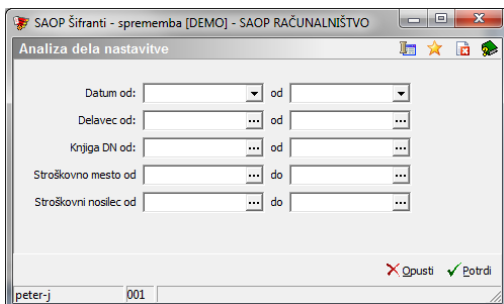 SAOP Šifranti - sprememba [DEMO] - SAOP RAČUNALNIŠTVO
Analiza dela nastavitve
Datum od: od
Delavec od: od
Knjiga DN od: od
Stroškovno mesto od do
Stroškovni nosilec od do
Opusti Potrdi
peter-j 001